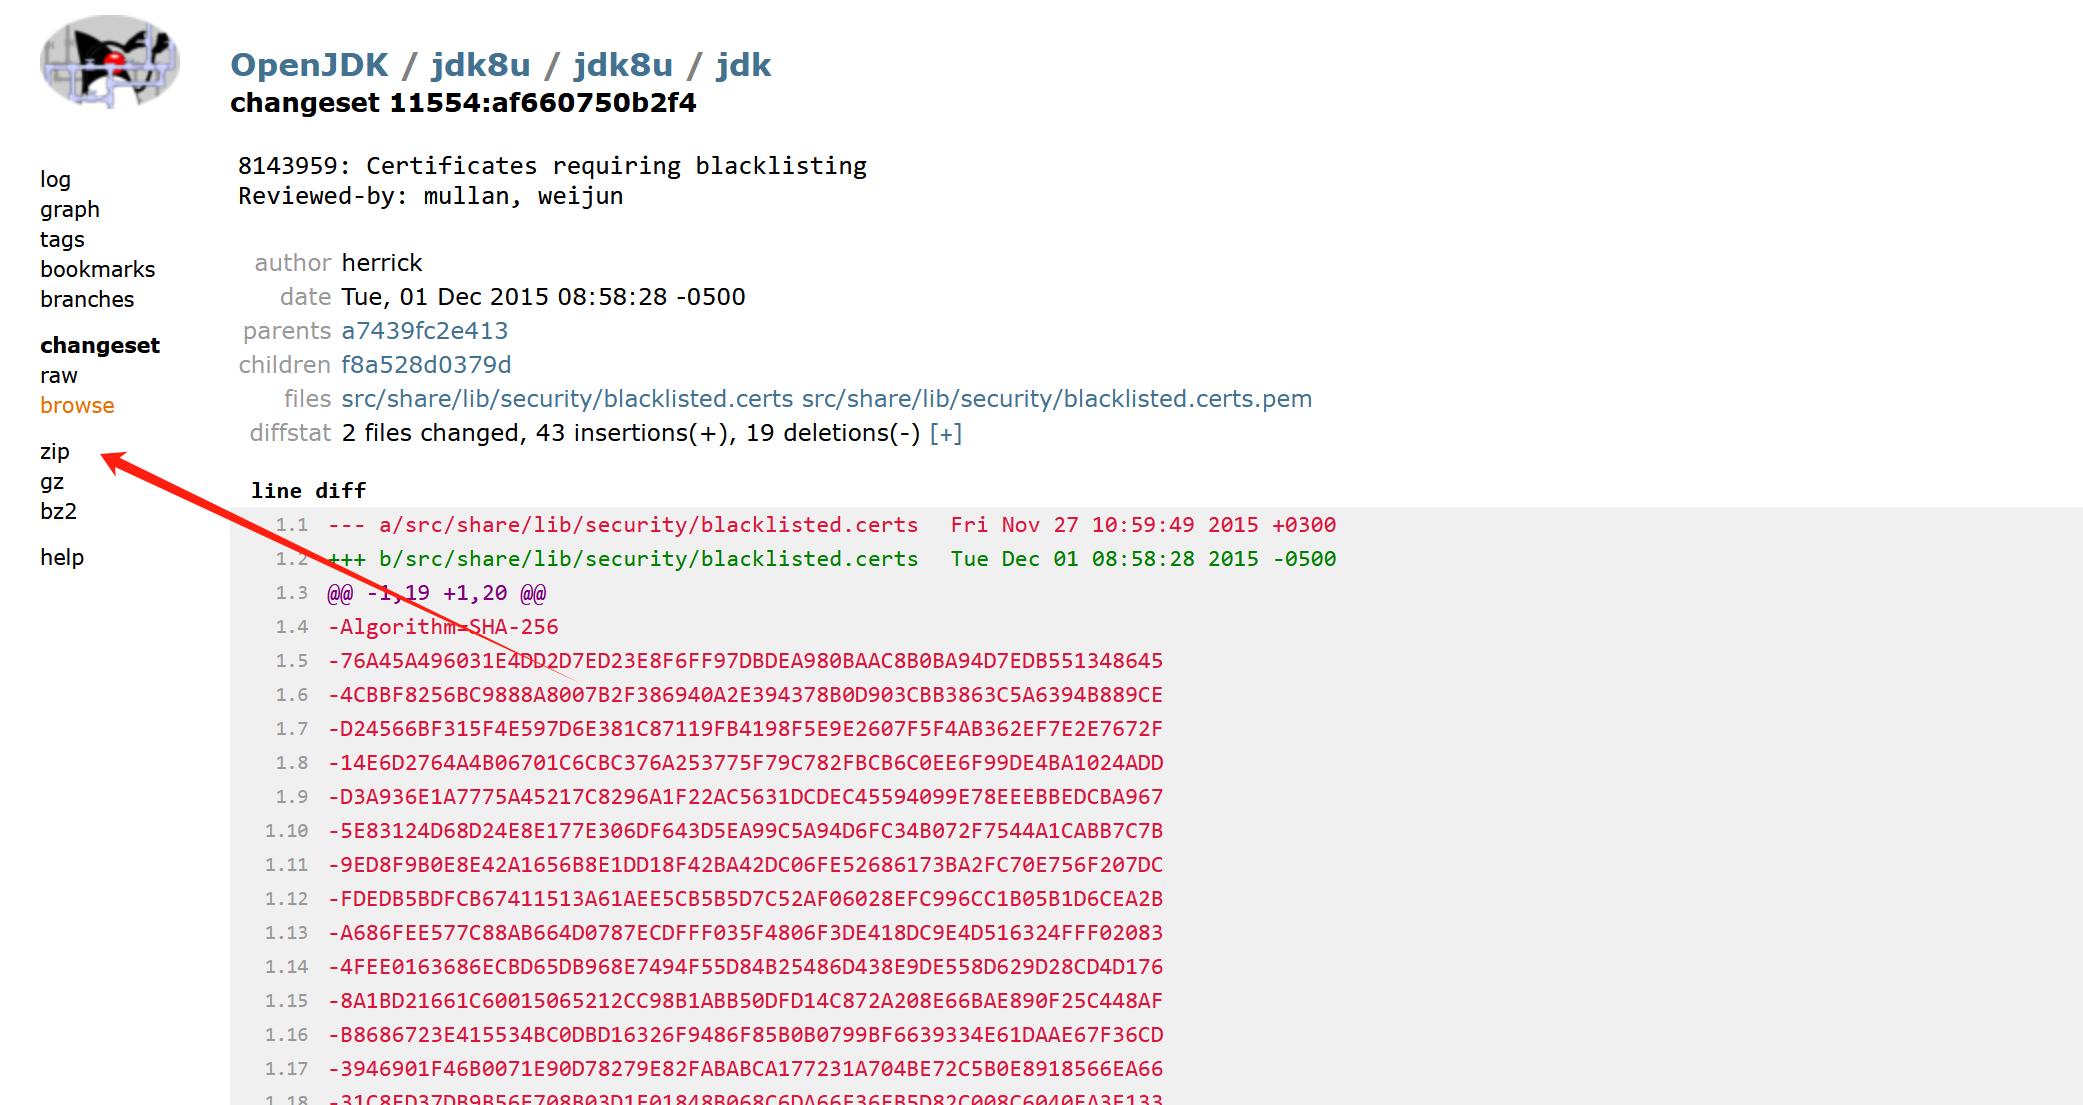 OpenJDK / jdk8u / jdk8u / jdk
changeset 11554:af660750b2f4
log
graph
tags
bookmarks
branches
changeset
raw
browse
zip
gz
bz2
help
8143959: Certificates requiring blacklisting
Reviewed-by: mullan, weijun
author herrick
date Tue, 01 Dec 2015 08:58:28 -0500
parents a7439fc2e413
children f8a528d0379d
files src/share/lib/security/blacklisted.certs src/share/lib/security/blacklisted.certs.pem
diffstat 2 files changed, 43 insertions(+), 19 deletions(-) [+]
line diff
1.1 --- a/src/share/lib/security/blacklisted.certs Fri Nov 27 10:59:49 2015 +0300
1.2 +++ b/src/share/lib/security/blacklisted.certs Tue Dec 01 08:58:28 2015 -0500
1.3 @@ -1,19 +1,20 @@
1.4 -Algorithm=SHA-256
1.5 -76A45A496031E4DD2D7ED23E8F6FF97DBDEA980BAAC8B0BA94D7EDB551348645
1.6 -4CBBF8256BC9888A8007B2F386940A2E394378B0D903CBB3863C5A6394B889CE
1.7 -D24566BF315F4E597D6E381C87119FB4198F5E9E2607F5F4AB362EF7E2E7672F
1.8 -14E6D2764A4B06701C6CBC376A253775F79C782FBCB6C0EE6F99DE4BA1024ADD
1.9 -D3A936E1A7775A45217C8296A1F22AC5631DCDEC45594099E78EEEBBEDCBA967
1.10 -5E83124D68D24E8E177E306DF643D5EA99C5A94D6FC34B072F7544A1CABB7C7B
1.11 -9ED8F9B0E8E42A1656B8E1DD18F42BA42DC06FE52686173BA2FC70E756F207DC
1.12 -FDEDB5BDFCB67411513A61AEE5CB5B5D7C52AF06028EFC996CC1B05B1D6CEA2B
1.13 -A686FEE577C88AB664D0787ECDFFF035F4806F3DE418DC9E4D516324FFF02083
1.14 -4FEE0163686ECBD65DB968E7494F55D84B25486D438E9DE558D629D28CD4D176
1.15 -8A1BD21661C60015065212CC98B1ABB50DFD14C872A208E66BAE890F25C448AF
1.16 -B8686723E415534BC0DBD16326F9486F85B0B0799BF6639334E61DAAE67F36CD
1.17 -3946901F46B0071E90D78279E82FABABCA177231A704BE72C5B0E8918566EA66
1.18